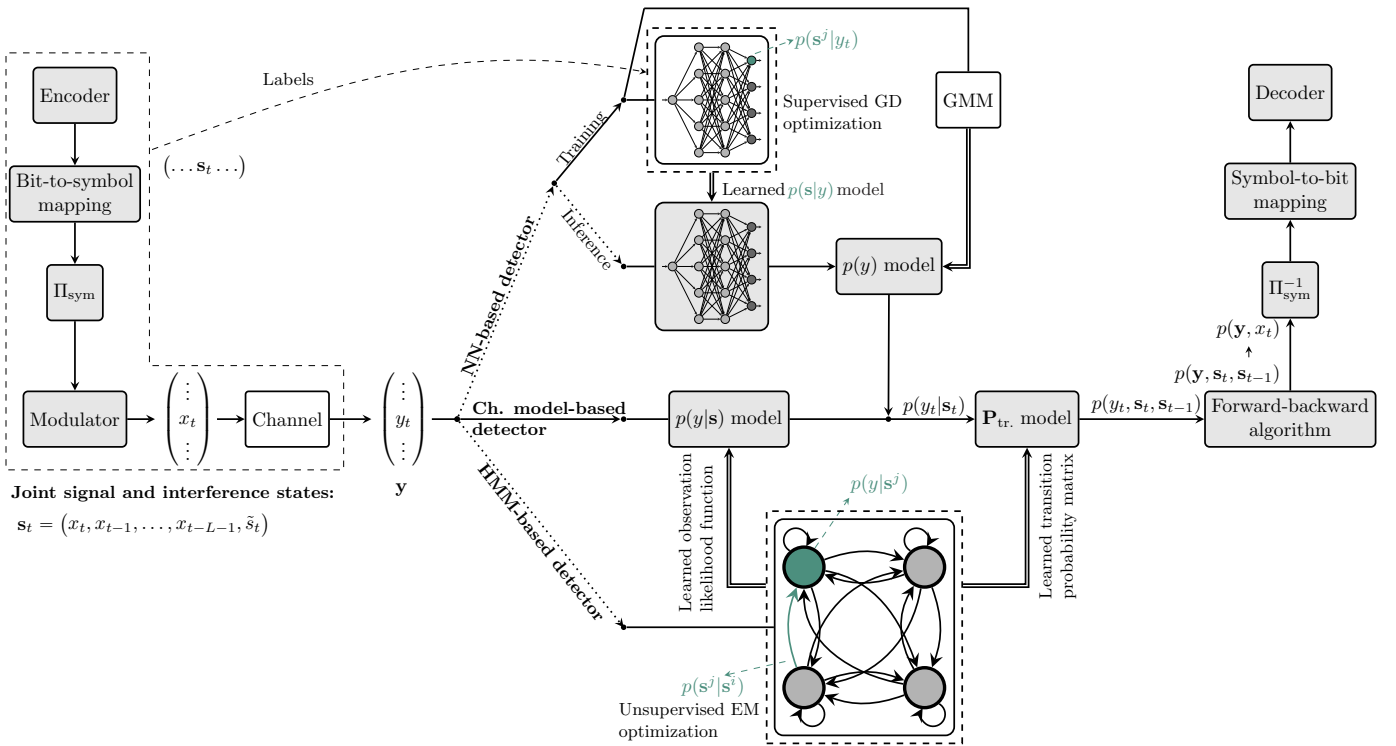 Encoder
Bit-to-symbol
mapping
Π_sym
Modulator
(⋮ x_t ⋮)
Channel
(⋮ y_t ⋮)
𝐲
Joint signal and interference states:
𝐬_t = (x_t, x_{t−1}, …, x_{t−L−1}, s̃_t)
Labels
(… 𝐬_t …)
NN-based detector
Training
Inference
Ch. model-based
detector
HMM-based detector
p(𝐬^j|y_t)
Supervised GD
optimization
GMM
Learned p(𝐬|y) model
p(y) model
p(y|𝐬) model
p(y_t|𝐬_t)
𝐏_tr. model
p(y_t, 𝐬_t, 𝐬_{t−1})
Learned observation
likelihood function
p(y|𝐬^j)
Learned transition
probability matrix
p(𝐬^j|𝐬^i)
Unsupervised EM
optimization
Decoder
Symbol-to-bit
mapping
Π_sym^{−1}
p(𝐲, x_t)
p(𝐲, 𝐬_t, 𝐬_{t−1})
Forward-backward
algorithm